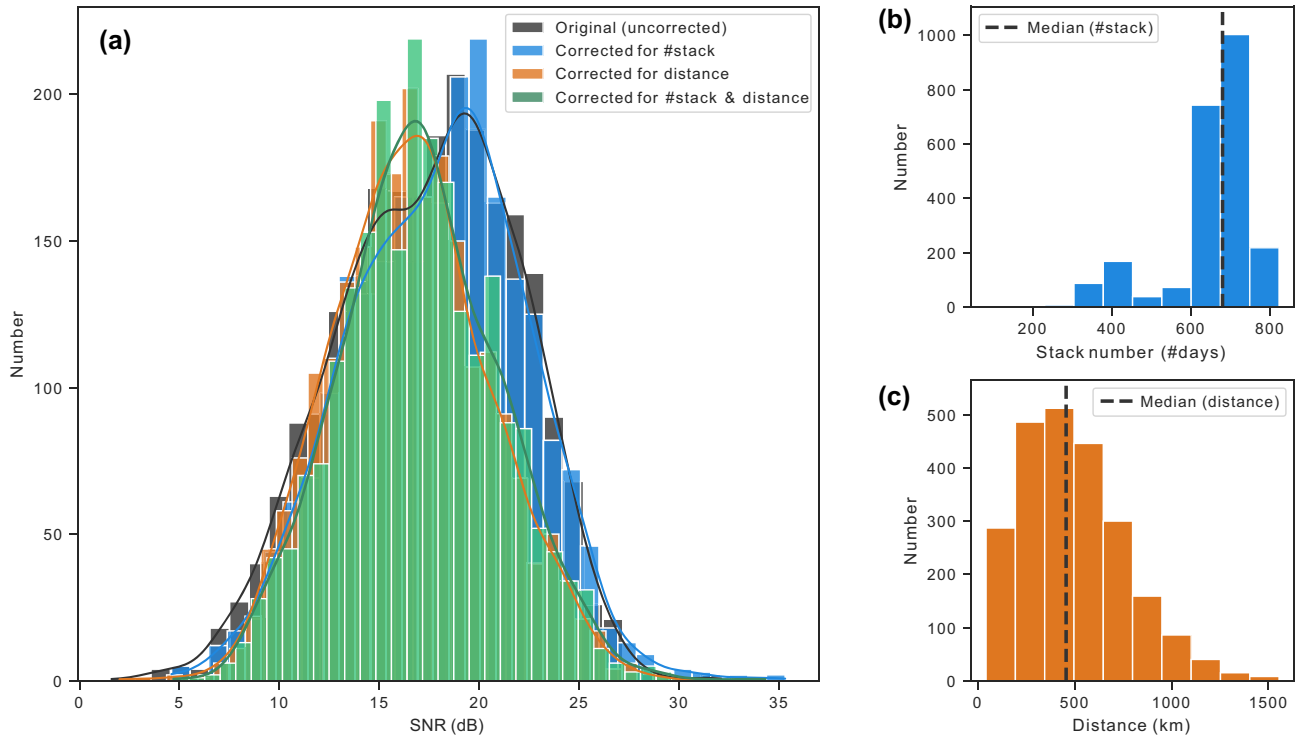 (a)
Original (uncorrected)
Corrected for #stack
Corrected for distance
Corrected for #stack & distance
200
150
100
50
0
Number
0
5
10
15
20
25
30
35
SNR (dB)
(b)
Median (#stack)
1000
800
600
400
200
0
Number
200
400
600
800
Stack number (#days)
(c)
Median (distance)
500
400
300
200
100
0
Number
0
500
1000
1500
Distance (km)